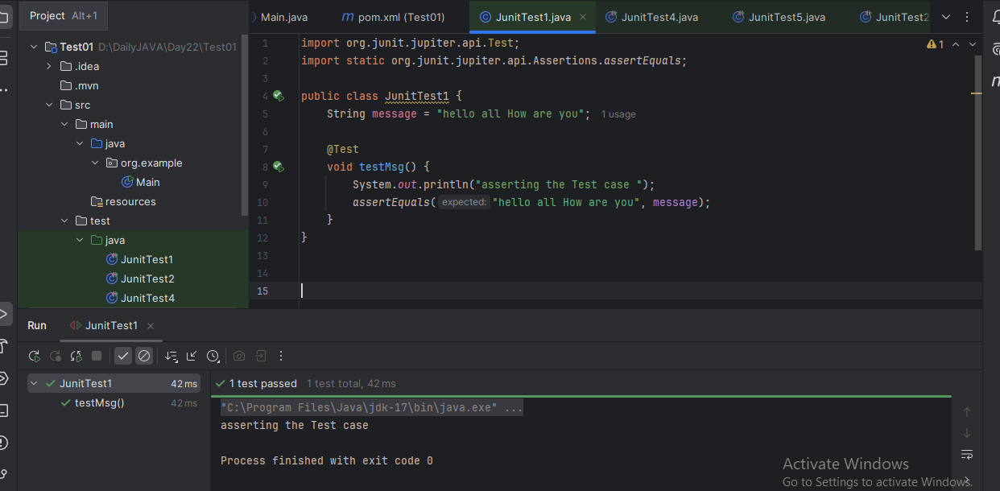 Project Alt+1
Main.java
m pom.xml (Test01)
JunitTest1.java
JunitTest4.java
JunitTest5.java
JunitTest2
Test01 D:\DailyJAVA\Day22\Test01
.idea
.mvn
src
main
java
org.example
Main
resources
test
java
JunitTest1
JunitTest2
JunitTest4
1 import org.junit.jupiter.api.Test;
2 import static org.junit.jupiter.api.Assertions.assertEquals;
3
4 public class JunitTest1 {
5 String message = "hello all How are you"; 1 usage
6
7 @Test
8 void testMsg() {
9 System.out.println("asserting the Test case ");
10 assertEquals( expected: "hello all How are you", message);
11 }
12 }
13
14
15
1
m
Run JunitTest1
JunitTest1 42 ms
testMsg() 42 ms
1 test passed 1 test total, 42 ms
"C:\Program Files\Java\jdk-17\bin\java.exe" ...
asserting the Test case
Process finished with exit code 0
Activate Windows
Go to Settings to activate Windows.